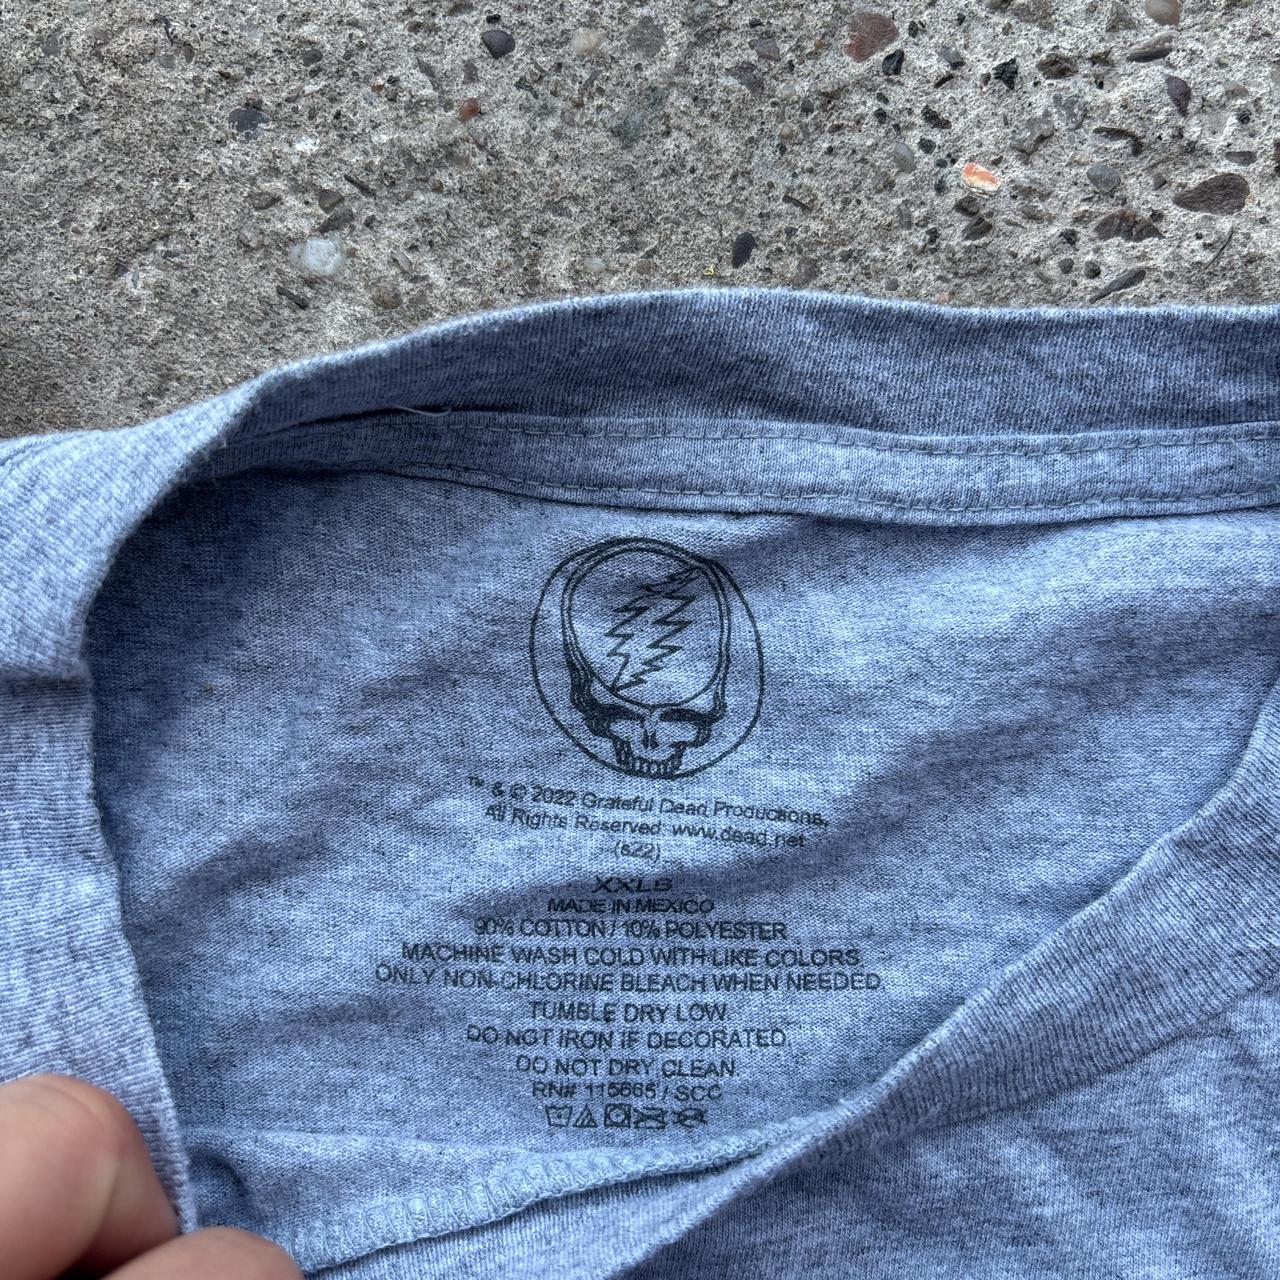 ™ & © 2022 Grateful Dead Productions.
All Rights Reserved www.dead.net
(622)
MADE IN MEXICO
90% COTTON / 10% POLYESTER
MACHINE WASH COLD WITH LIKE COLORS.
ONLY NON-CHLORINE BLEACH WHEN NEEDED.
TUMBLE DRY LOW.
DO NOT IRON IF DECORATED.
DO NOT DRY CLEAN.
RN# 115665 / SCC